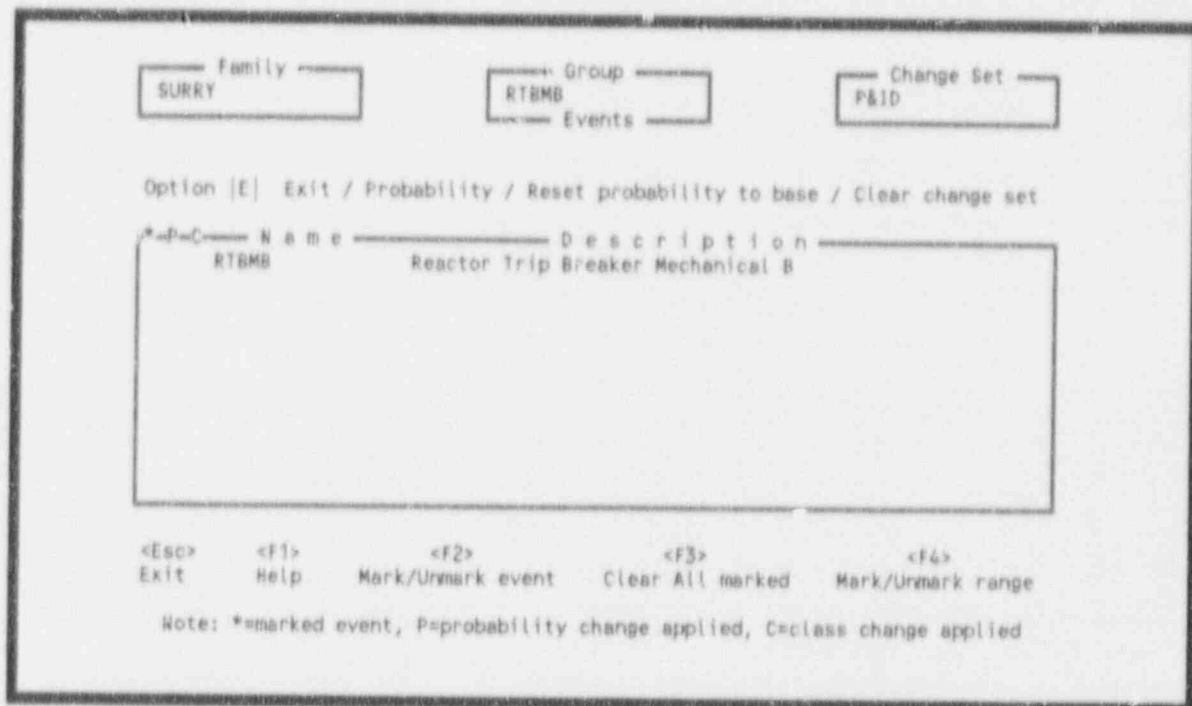 Family Group Change Set
SURRY RTBMB P&ID
Events
Option |E| Exit / Probability / Reset probability to base / Clear change set
*-P-C Name Description
RTBMB Reactor Trip Breaker Mechanical B
<Esc> <F1> <F2> <F3> <F4>
Exit Help Mark/Unmark event Clear All marked Mark/Unmark range
Note: *=marked event, P=probability change applied, C=class change applied